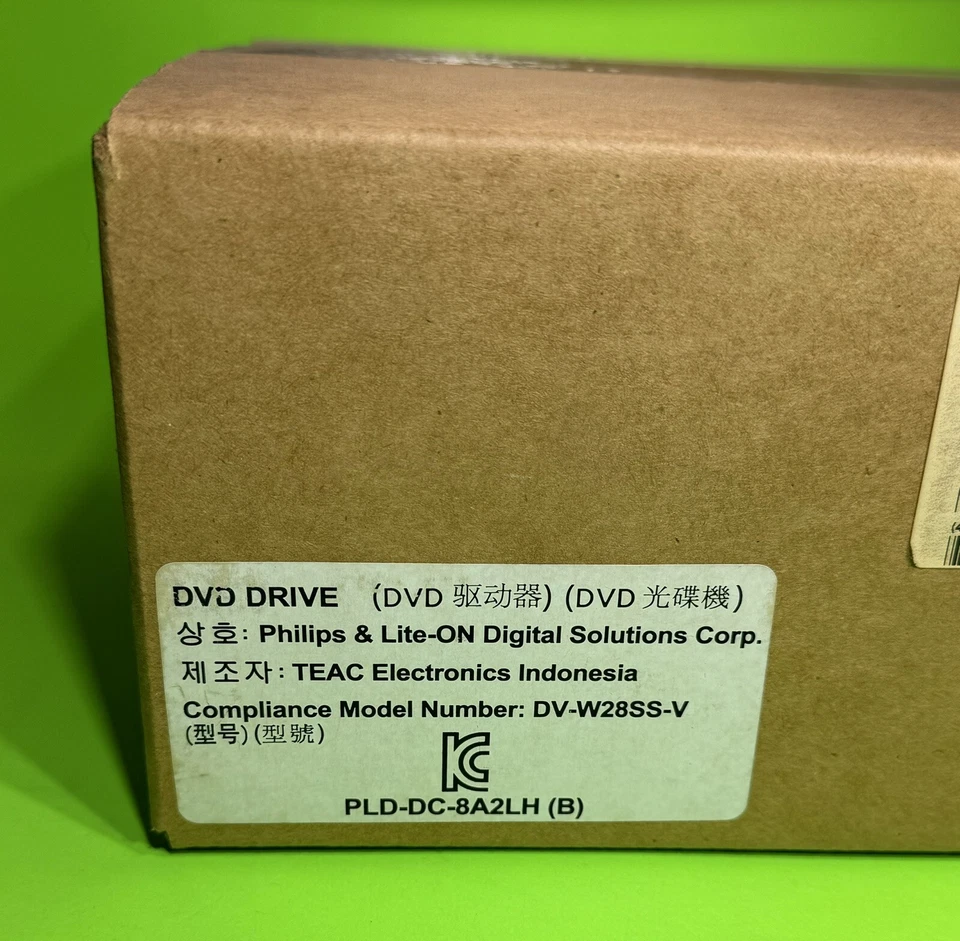 DVD DRIVE (DVD 驱动器) (DVD 光碟機)
상호: Philips & Lite-ON Digital Solutions Corp.
제조자: TEAC Electronics Indonesia
Compliance Model Number: DV-W28SS-V
(型号) (型號)
KC
PLD-DC-8A2LH (B)